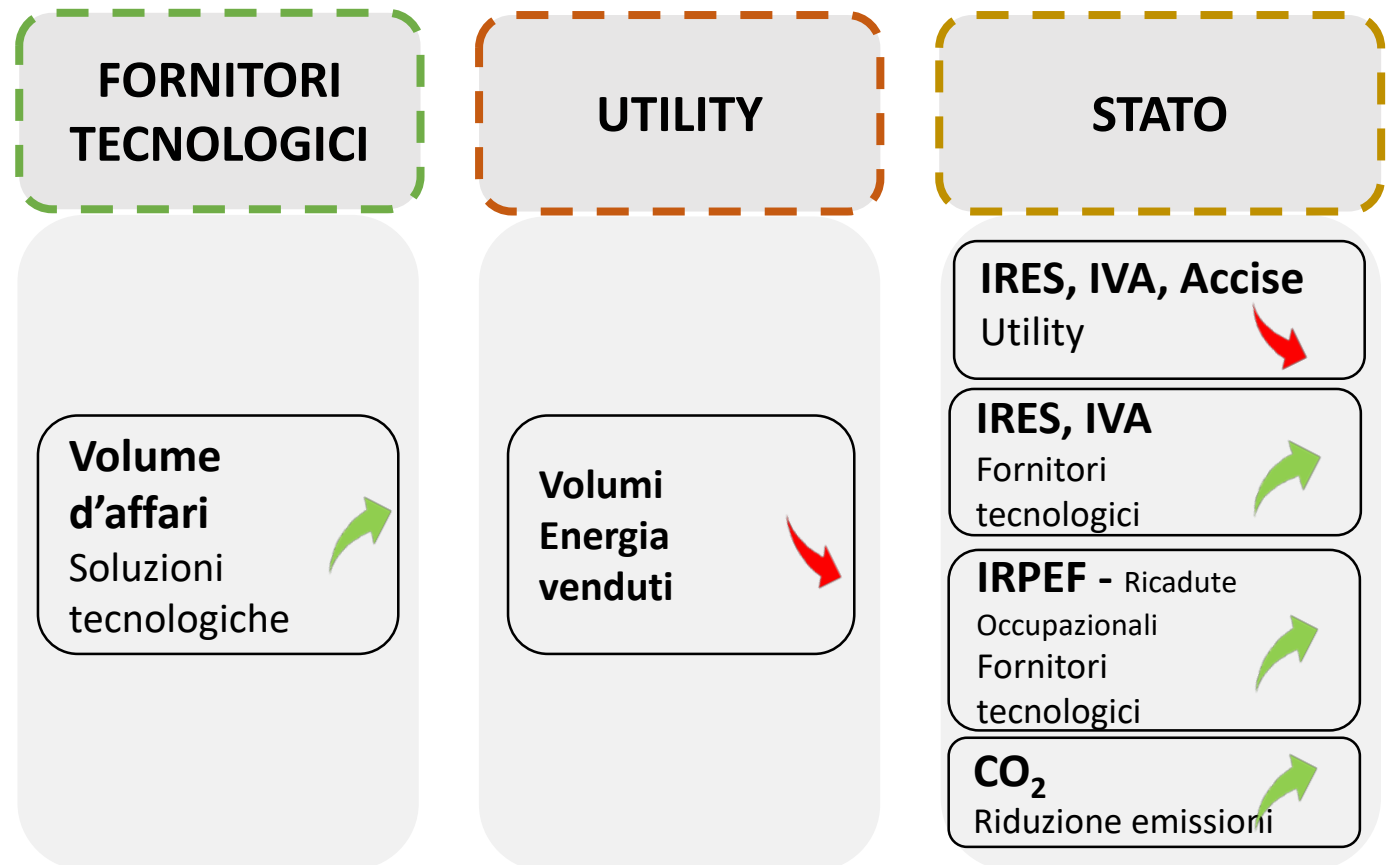 FORNITORI
TECNOLOGICI
Volume
d’affari
Soluzioni
tecnologiche
UTILITY
Volumi
Energia
venduti
STATO
IRES, IVA, Accise
Utility
IRES, IVA
Fornitori
tecnologici
IRPEF - Ricadute
Occupazionali
Fornitori
tecnologici
CO₂
Riduzione emissioni